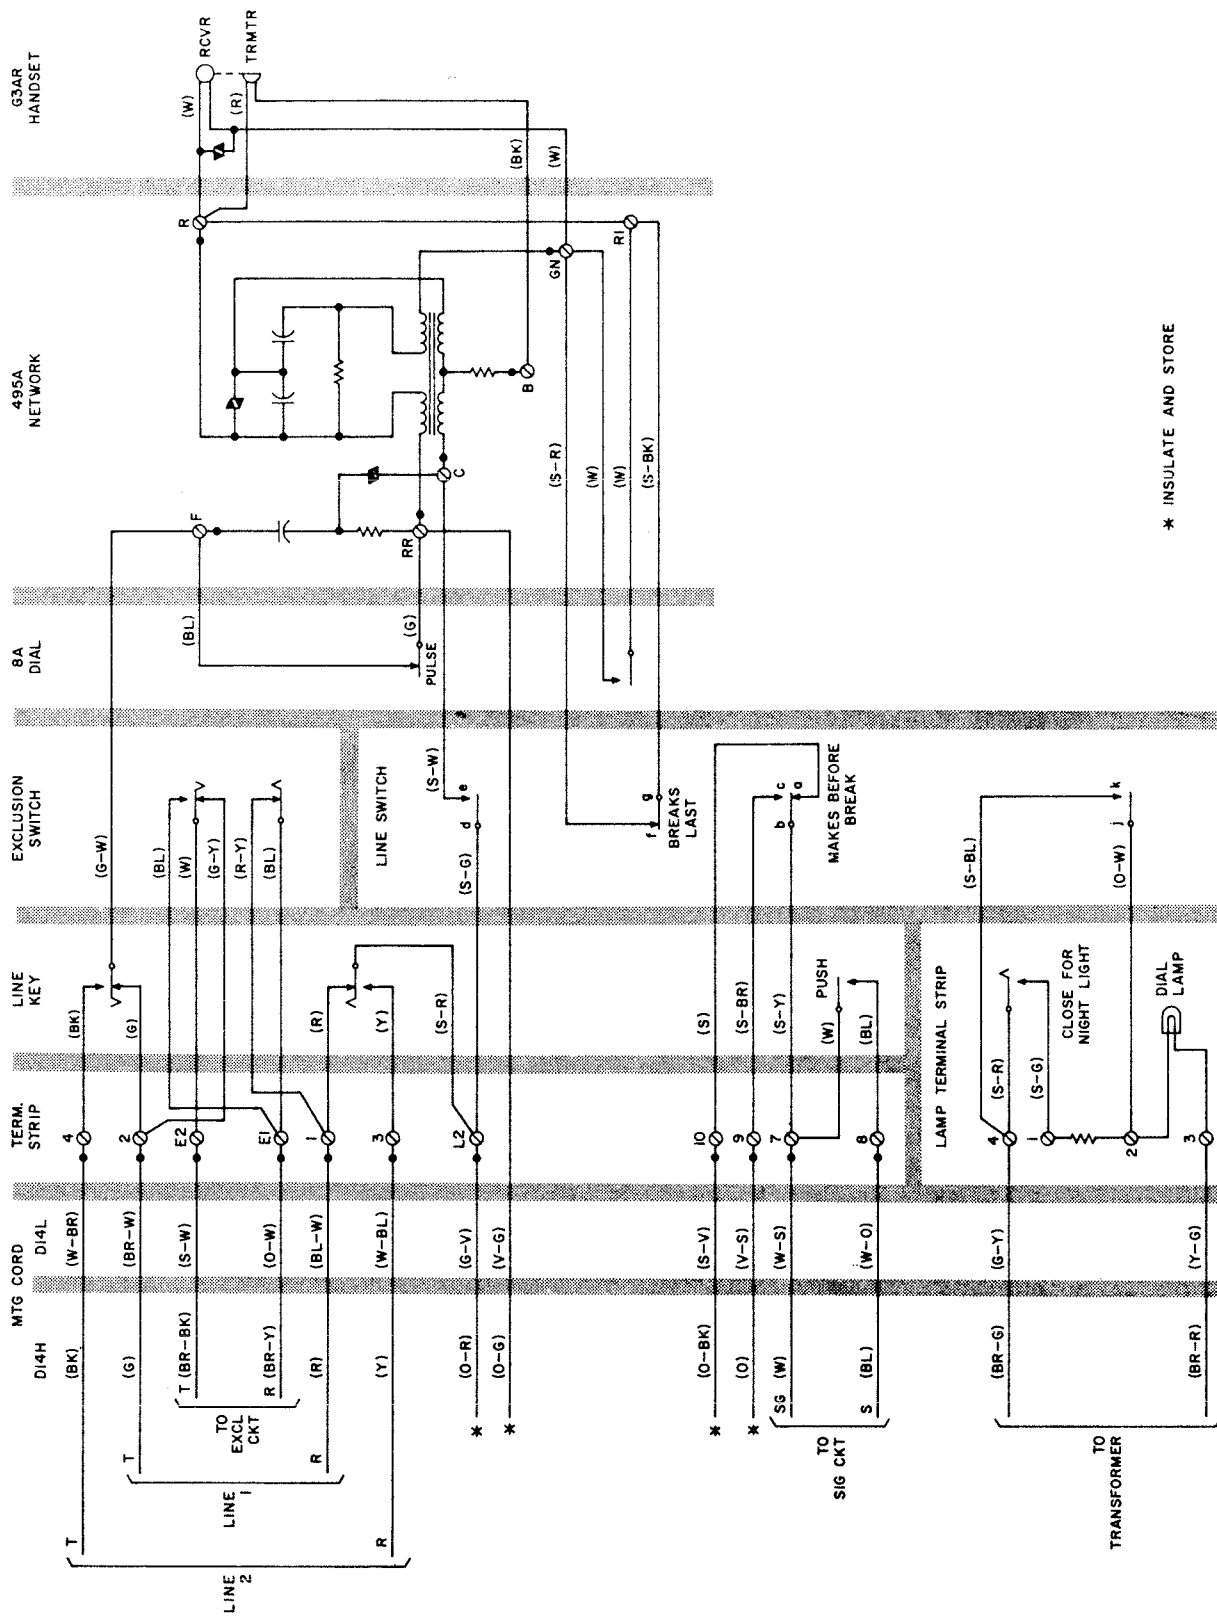 G3AR
HANDSET
495A
NETWORK
8A
DIAL
EXCLUSION
SWITCH
LINE
KEY
TERM.
STRIP
MTG CORD
D14L
D14H
RCVR
TRMTR
(W)
(R)
(BK)
(W)
R
R1
GN
B
C
F
RR
(S-R)
(W)
(W)
(S-BK)
(BL)
(G)
PULSE
(G-W)
(BL)
(W)
(G-Y)
(R-Y)
(BL)
LINE SWITCH
(S-W)
e
d
(S-G)
g
f
BREAKS
LAST
c
a
b
MAKES BEFORE
BREAK
(S-BL)
k
j
(O-W)
(BK)
(G)
(R)
(Y)
(S-R)
(S)
(S-BR)
(S-Y)
(W)
PUSH
(BL)
LAMP TERMINAL STRIP
(S-R)
(S-G)
CLOSE FOR
NIGHT LIGHT
DIAL
LAMP
4
2
E2
E1
1
3
L2
10
9
7
8
4
1
2
3
(W-BR)
(BR-W)
(S-W)
(O-W)
(BL-W)
(W-BL)
(G-V)
(V-G)
(S-V)
(V-S)
(W-S)
(W-O)
(G-Y)
(Y-G)
(BK)
(G)
T (BR-BK)
R (BR-Y)
(R)
(Y)
(O-R)
(O-G)
(O-BK)
(O)
SG (W)
S (BL)
(BR-G)
(BR-R)
TO
EXCL
CKT
T
R
LINE
1
T
R
LINE
2
*
*
*
*
TO
SIG CKT
TO
TRANSFORMER
* INSULATE AND STORE